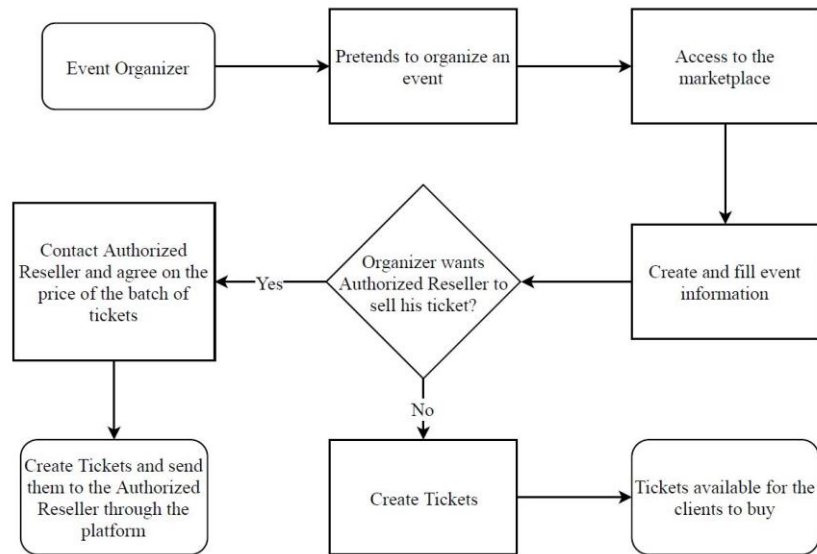 Event Organizer
Pretends to organize an
event
Access to the
marketplace
Create and fill event
information
Organizer wants
Authorized Reseller to
sell his ticket?
Yes
Contact Authorized
Reseller and agree on the
price of the batch of
tickets
Create Tickets and send
them to the Authorized
Reseller through the
platform
No
Create Tickets
Tickets available for the
clients to buy